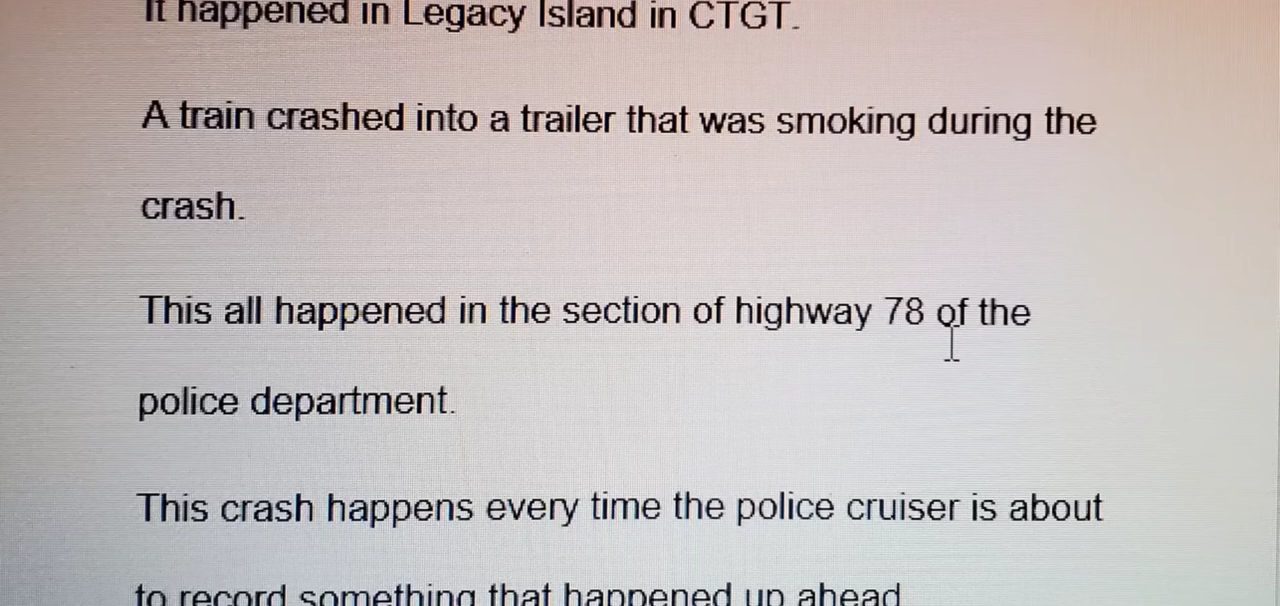 It happened in Legacy Island in CTGT.
A train crashed into a trailer that was smoking during the
crash.
This all happened in the section of highway 78 of the
police department.
This crash happens every time the police cruiser is about
to record something that happened up ahead